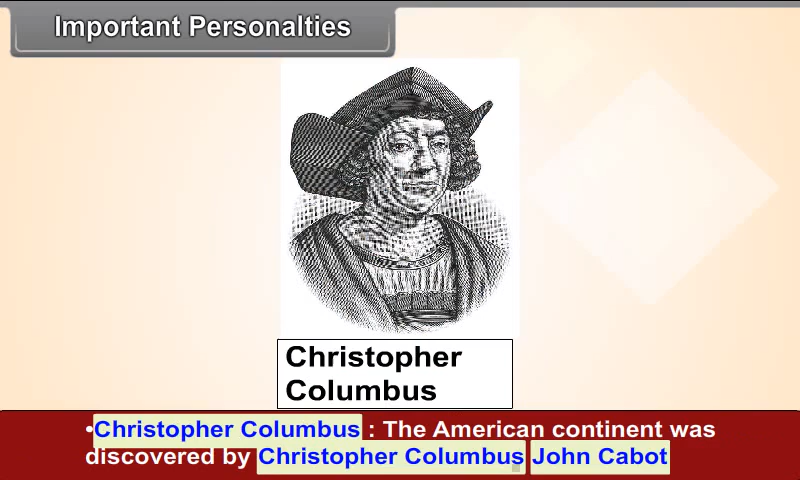 Important Personalties
Christopher
Columbus
•Christopher Columbus : The American continent was
discovered by Christopher Columbus John Cabot